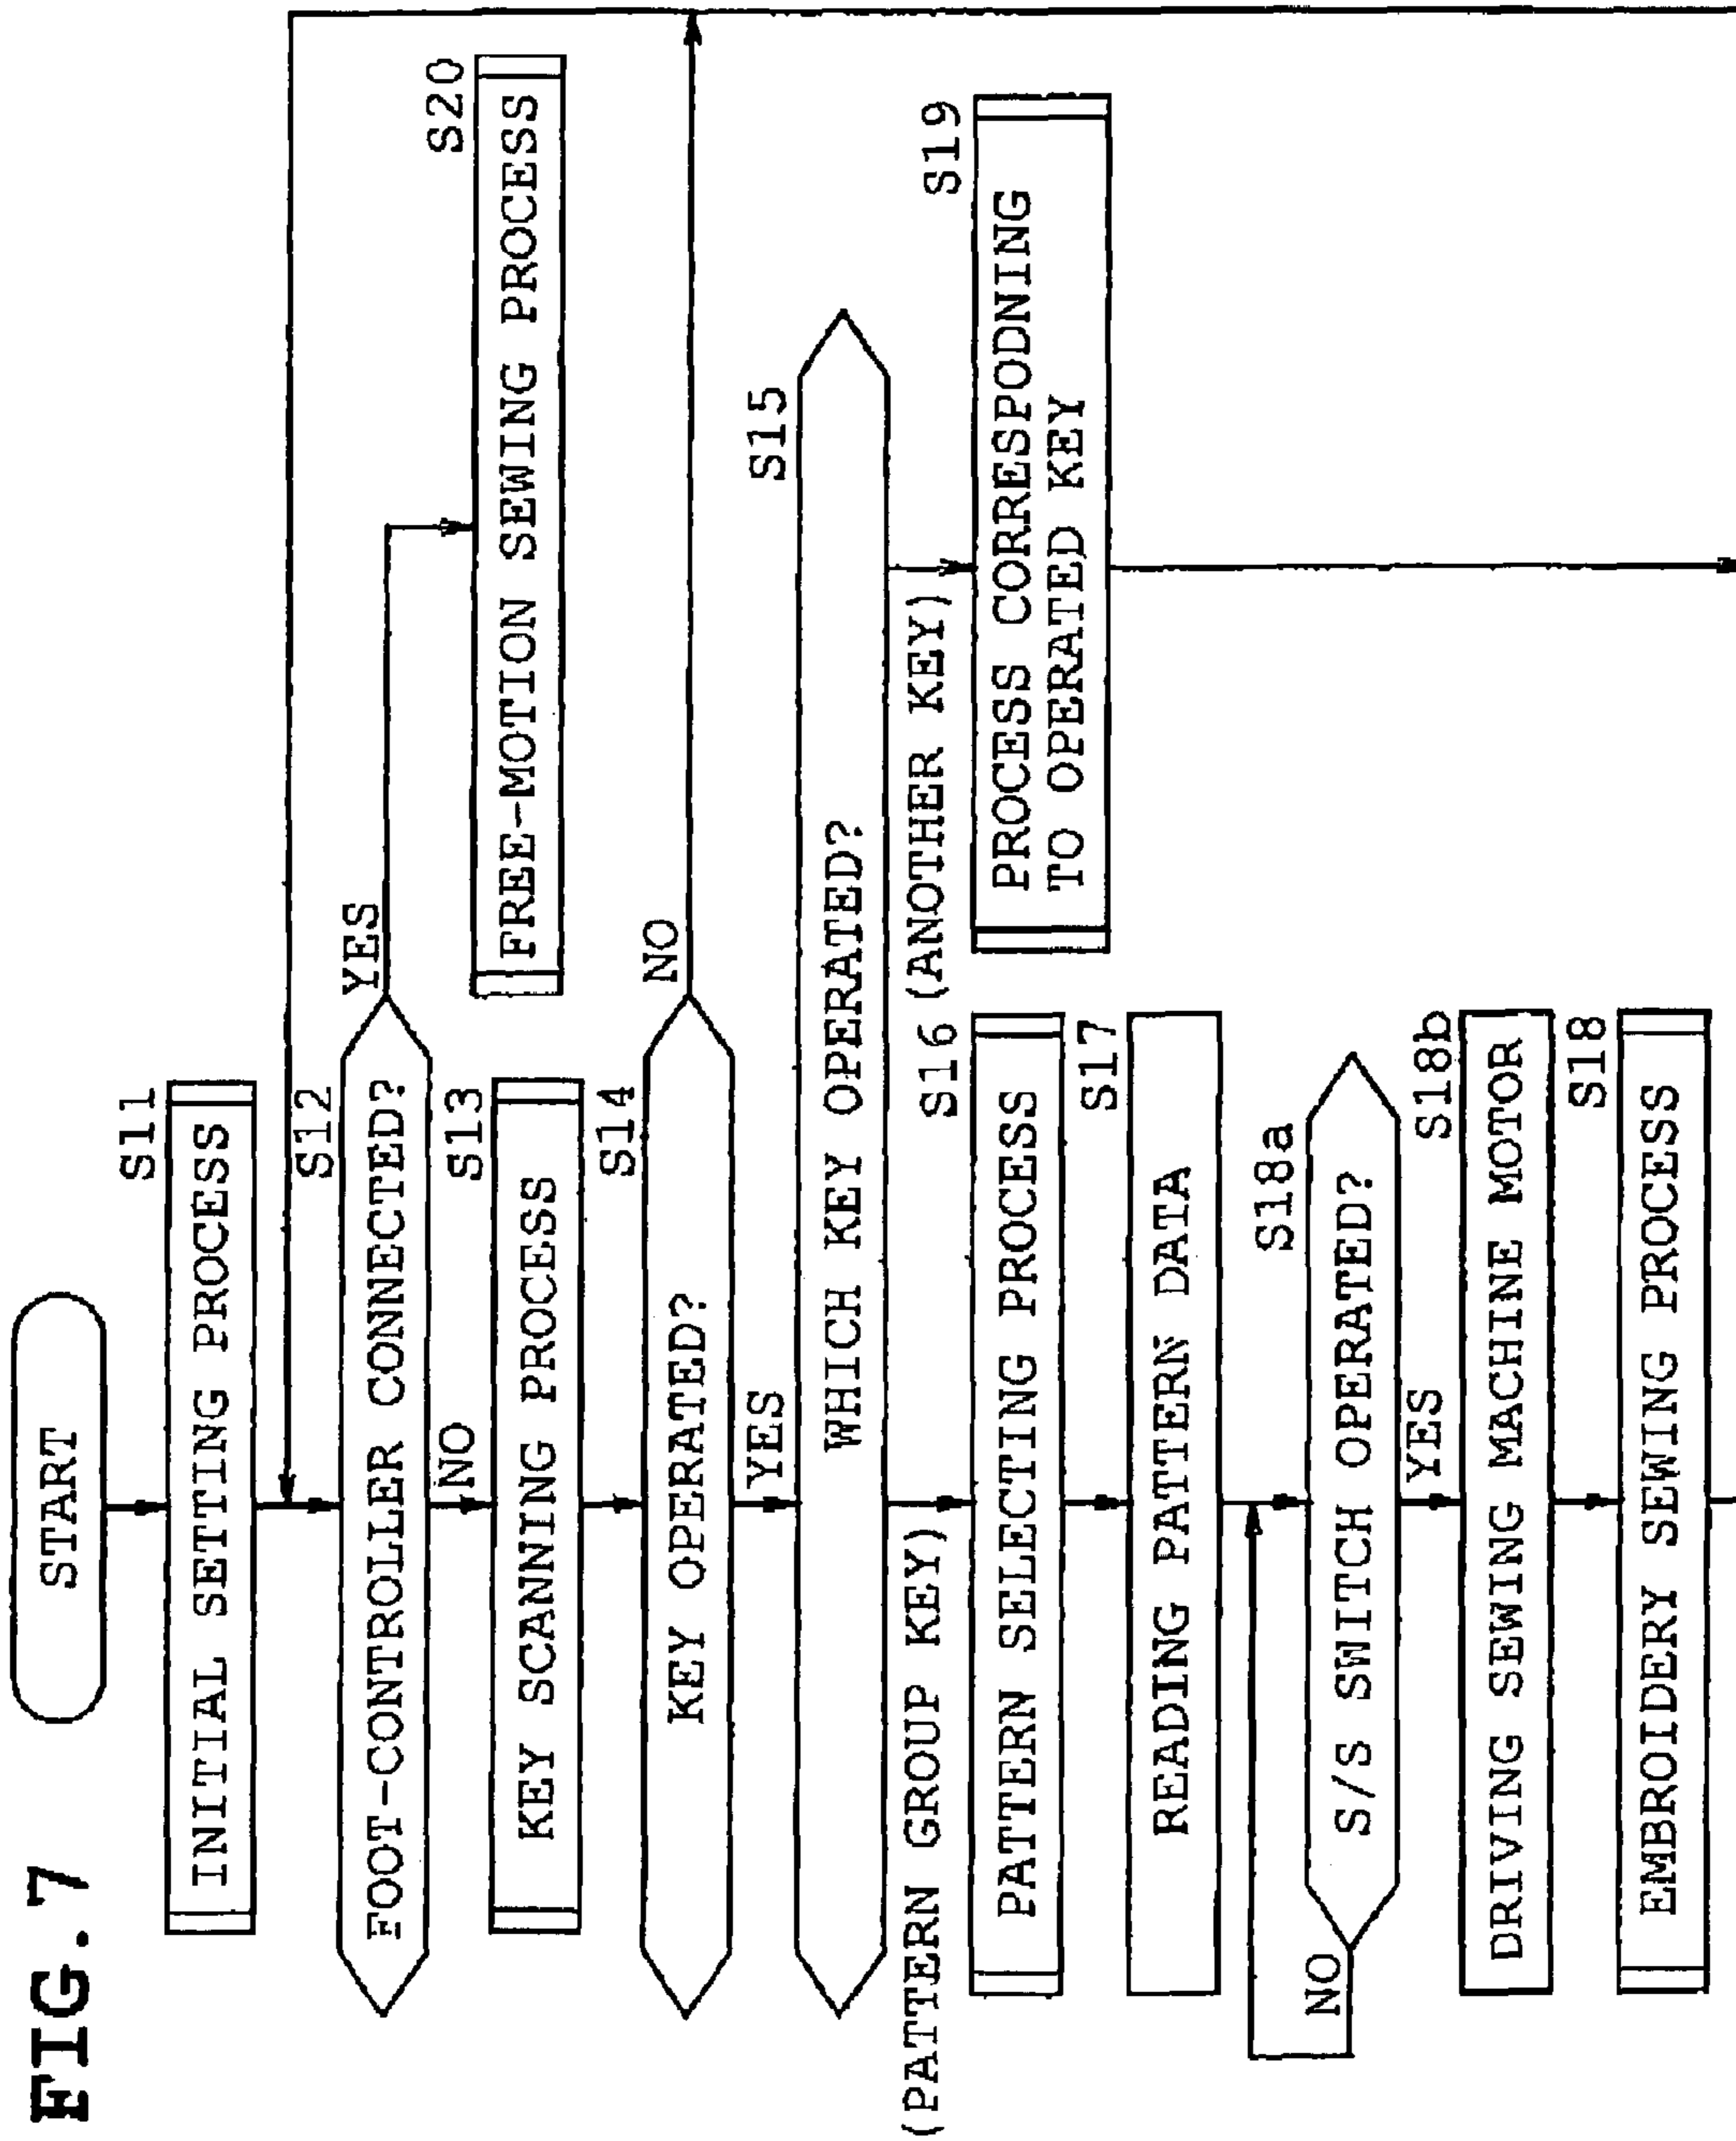 FIG. 7
START
S11
INITIAL SETTING PROCESS
S12
FOOT-CONTROLLER CONNECTED?
YES
S20
FREE-MOTION SEWING PROCESS
NO
S13
KEY SCANNING PROCESS
S14
KEY OPERATED?
NO
YES
S15
WHICH KEY OPERATED?
(PATTERN GROUP KEY)
S16
(ANOTHER KEY)
S19
PATTERN SELECTING PROCESS
PROCESS CORRESPODNING
TO OPERATED KEY
S17
READING PATTERN DATA
S18a
S/S SWITCH OPERATED?
NO
YES
S18b
DRIVING SEWING MACHINE MOTOR
S18
EMBROIDERY SEWING PROCESS